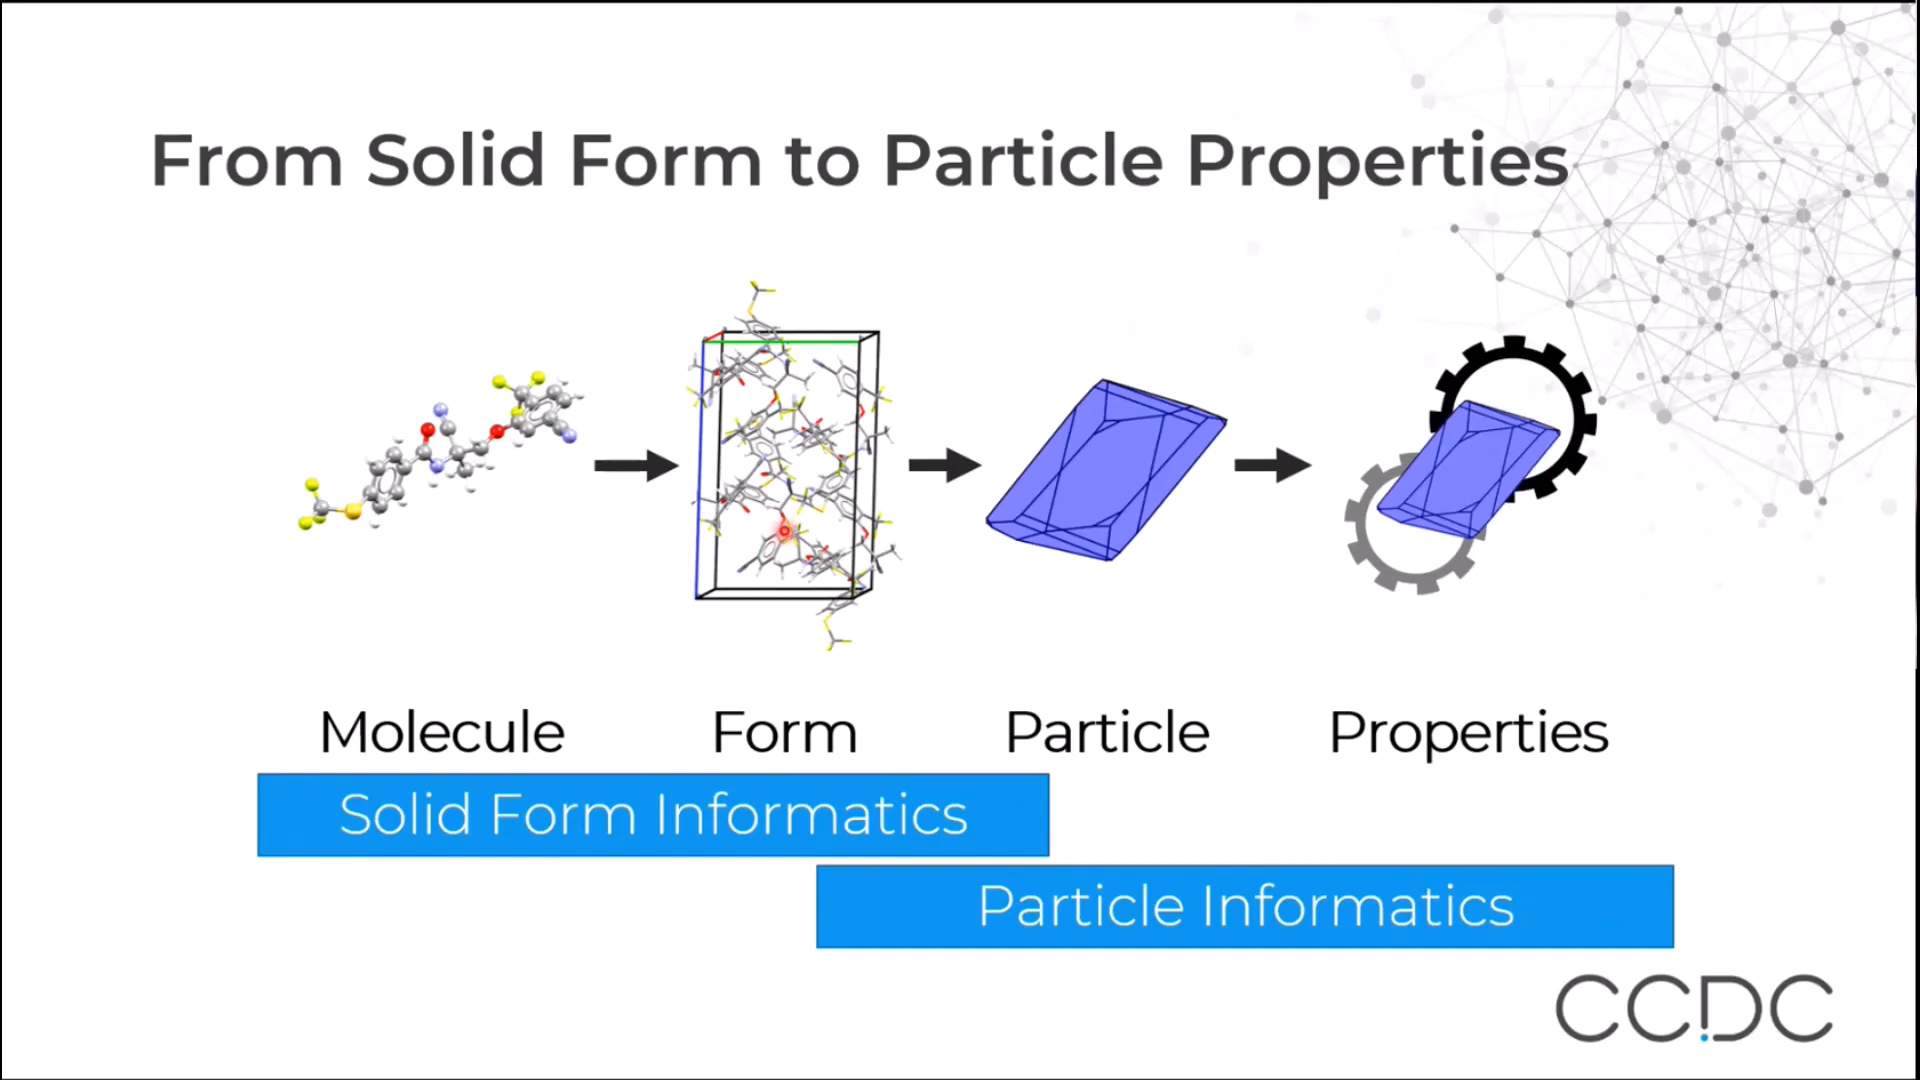 From Solid Form to Particle Properties
Molecule Form Particle Properties
Solid Form Informatics
Particle Informatics
CCDC